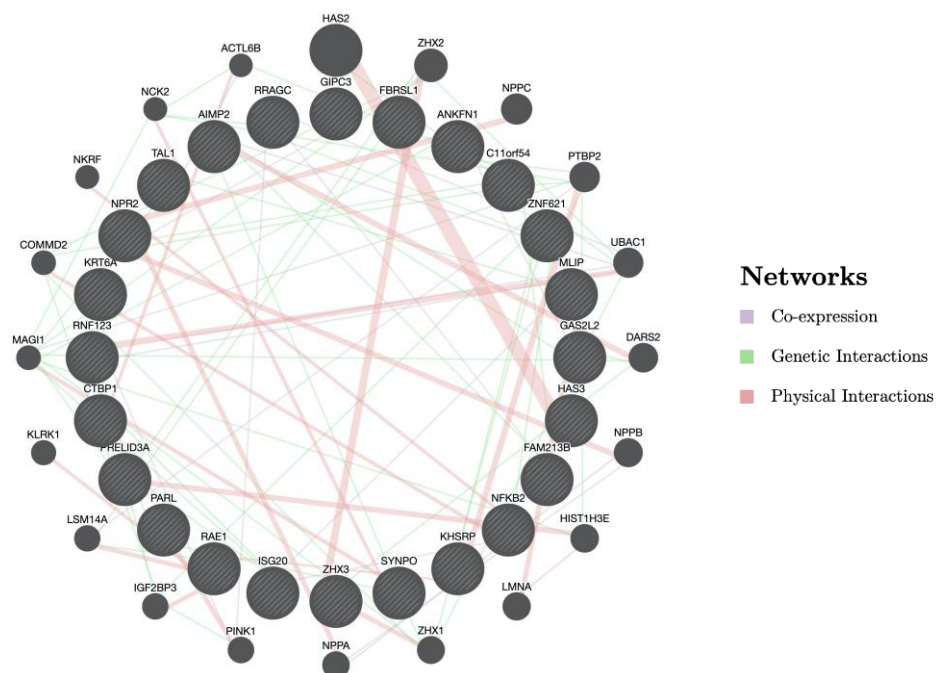 HAS2
ZHX2
ACTL6B
GIPC3
NPPC
RRAGC
FBRSL1
NCK2
AIMP2
ANKFN1
TAL1
C11orf54
PTBP2
NKRF
NPR2
ZNF621
COMMD2
UBAC1
KRT6A
MLIP
Networks
Co-expression
RNF123
GAS2L2
DARS2
MAGI1
Genetic Interactions
CTBP1
HAS3
Physical Interactions
KLRK1
NPPB
PRELID3A
FAM213B
PARL
NFKB2
LSM14A
HIST1H3E
RAE1
KHSRP
ISG20
ZHX3
SYNPO
IGF2BP3
LMNA
PINK1
NPPA
ZHX1